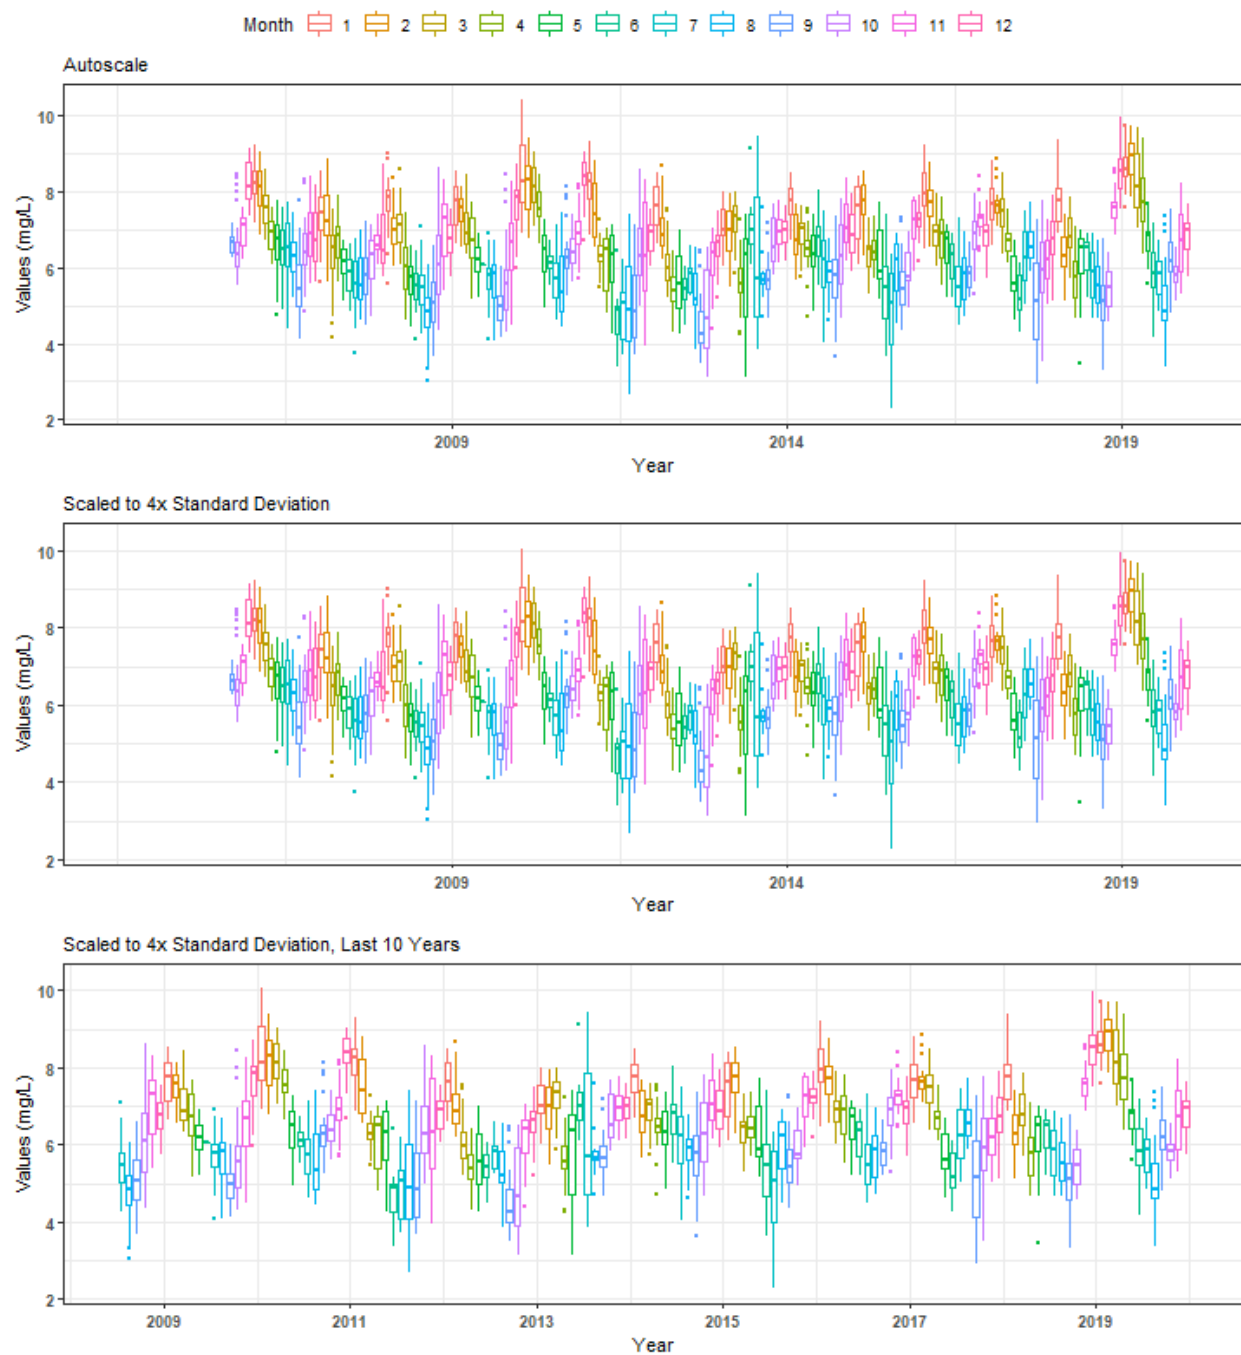 Month 1 2 3 4 5 6 7 8 9 10 11 12
Autoscale
10
8
6
4
2
Values (mg/L)
2009 2014 2019
Year
Scaled to 4x Standard Deviation
10
8
6
4
2
Values (mg/L)
2009 2014 2019
Year
Scaled to 4x Standard Deviation, Last 10 Years
10
8
6
4
2
Values (mg/L)
2009 2011 2013 2015 2017 2019
Year